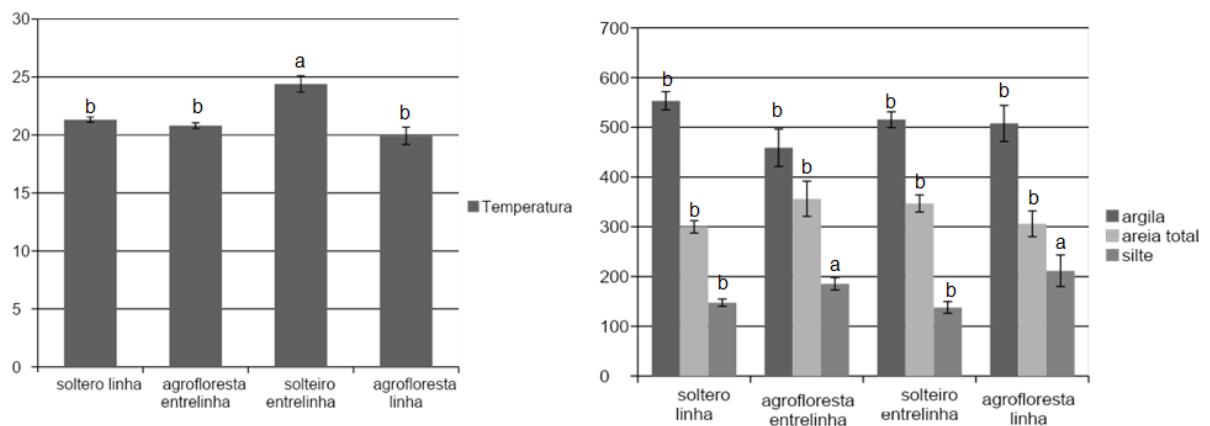 30
25
20
15
10
5
0
b
b
a
b
soltero linha
agrofloresta
entrelinha
solteiro
entrelinha
agrofloresta
linha
Temperatura
700
600
500
400
300
200
100
0
b
b
b
b
b
a
b
b
b
b
b
a
soltero
linha
agrofloresta
entrelinha
solteiro
entrelinha
agrofloresta
linha
argila
areia total
silte